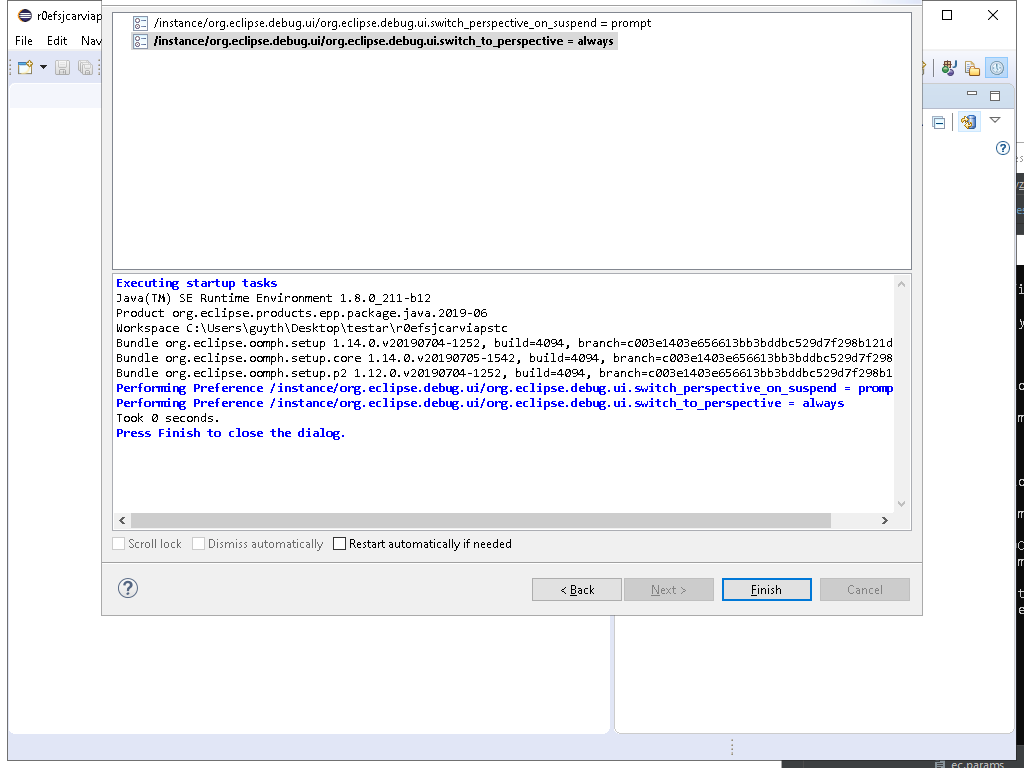 r0efsjcarviap
File Edit Nav
/instance/org.eclipse.debug.ui/org.eclipse.debug.ui.switch_perspective_on_suspend = prompt
/instance/org.eclipse.debug.ui/org.eclipse.debug.ui.switch_to_perspective = always
Executing startup tasks
Java(TM) SE Runtime Environment 1.8.0_211-b12
Product org.eclipse.products.epp.package.java.2019-06
Workspace C:\Users\guyth\Desktop\testar\r0efsjcarviapstc
Bundle org.eclipse.oomph.setup 1.14.0.v20190704-1252, build=4094, branch=c003e1403e656613bb3bddbc529d7f298b121d
Bundle org.eclipse.oomph.setup.core 1.14.0.v20190705-1542, build=4094, branch=c003e1403e656613bb3bddbc529d7f298
Bundle org.eclipse.oomph.setup.p2 1.12.0.v20190704-1252, build=4094, branch=c003e1403e656613bb3bddbc529d7f298b1
Performing Preference /instance/org.eclipse.debug.ui/org.eclipse.debug.ui.switch_perspective_on_suspend = promp
Performing Preference /instance/org.eclipse.debug.ui/org.eclipse.debug.ui.switch_to_perspective = always
Took 0 seconds.
Press Finish to close the dialog.
Scroll lock Dismiss automatically Restart automatically if needed
< Back Next > Finish Cancel
ec.params